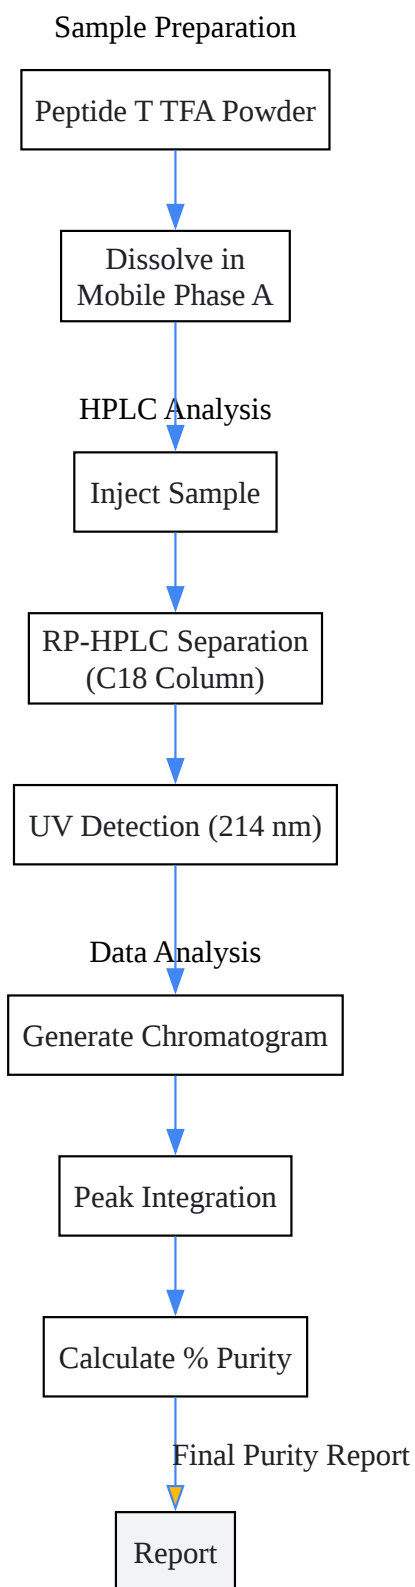 Sample Preparation
Peptide T TFA Powder
Dissolve in
Mobile Phase A
HPLC Analysis
Inject Sample
RP-HPLC Separation
(C18 Column)
UV Detection (214 nm)
Data Analysis
Generate Chromatogram
Peak Integration
Calculate % Purity
Final Purity Report
Report